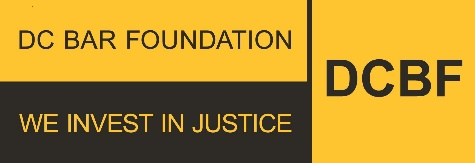 DC BAR FOUNDATION
WE INVEST IN JUSTICE
DCBF